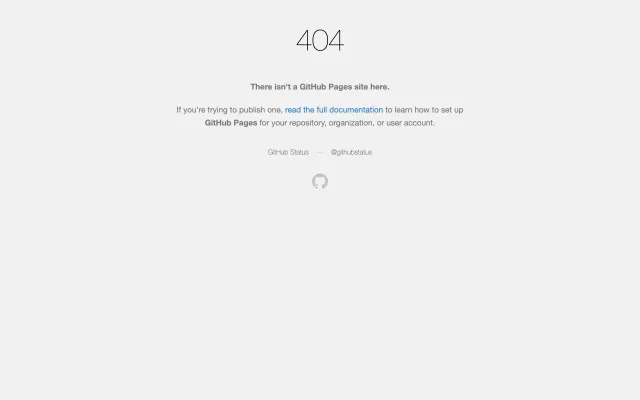 404
There isn't a GitHub Pages site here.
If you're trying to publish one, read the full documentation to learn how to set up
GitHub Pages for your repository, organization, or user account.
GitHub Status — @githubstatus